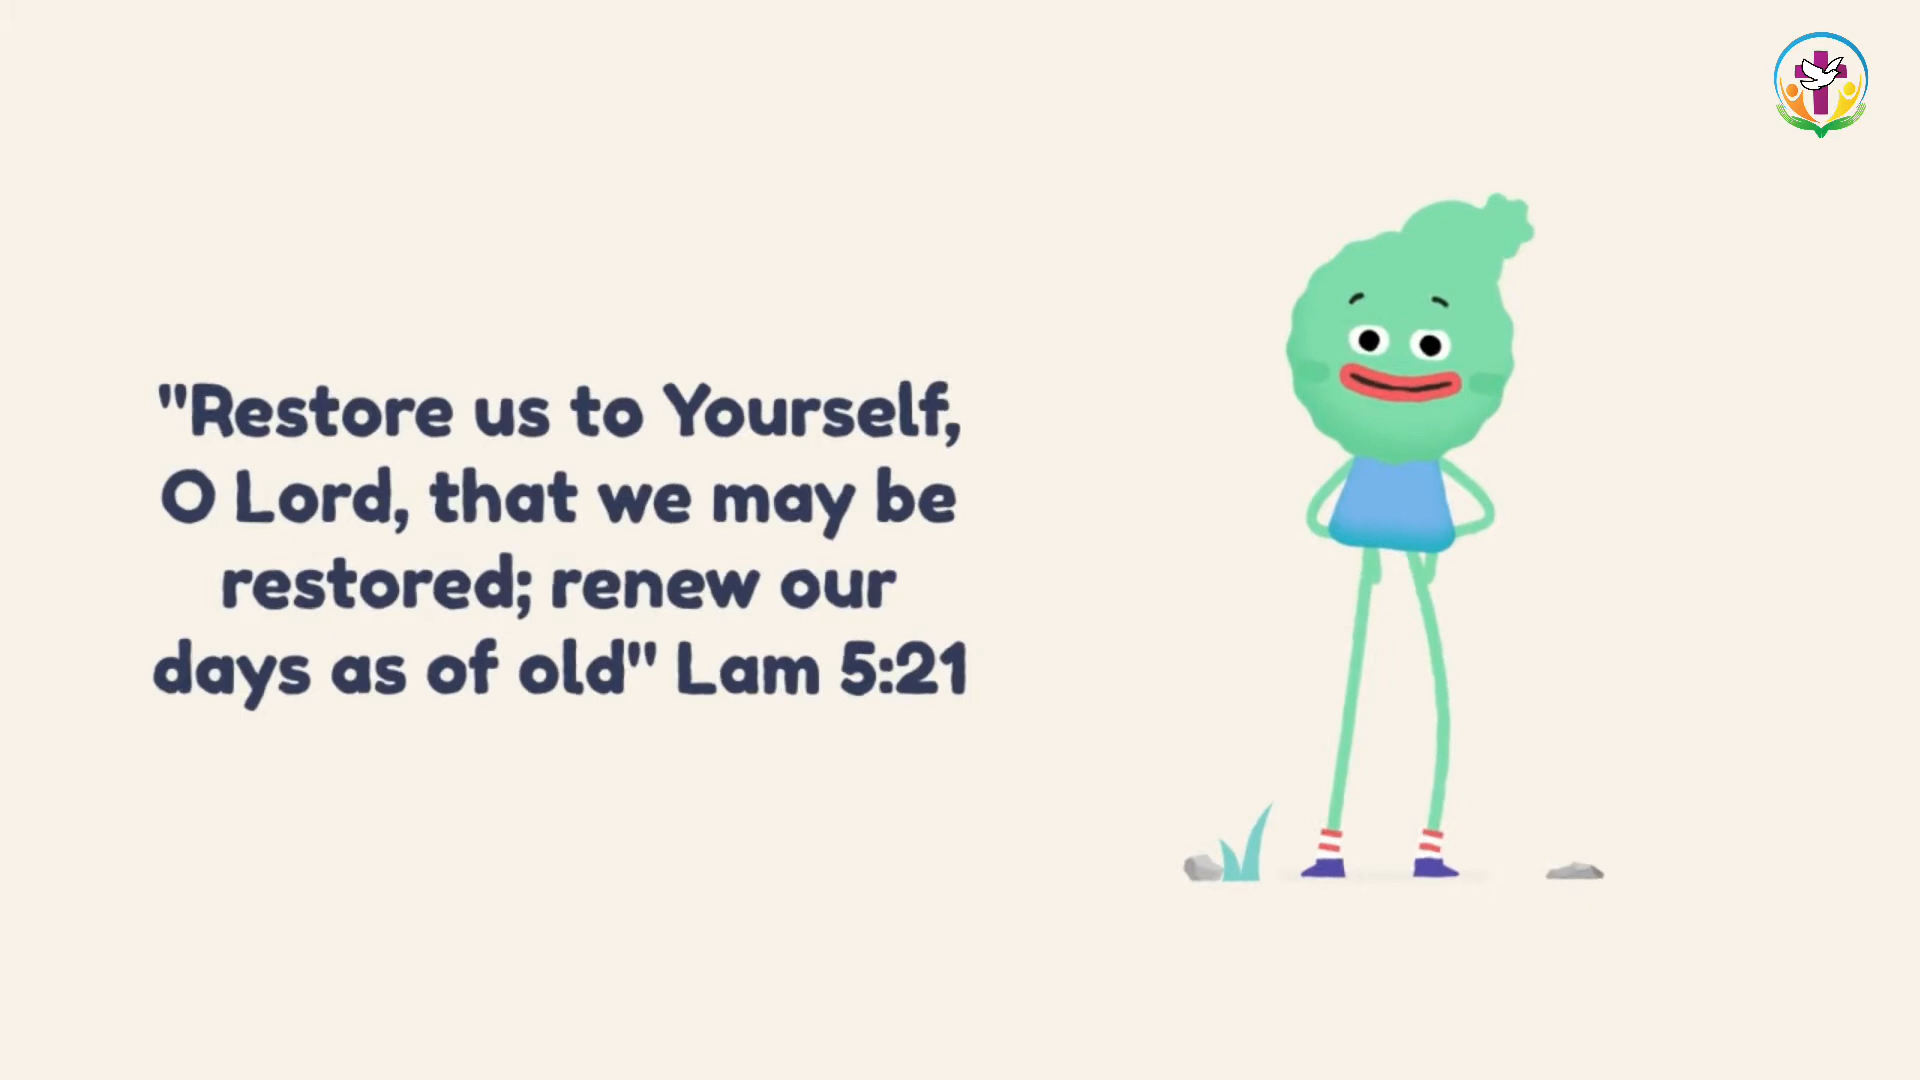 "Restore us to Yourself,
O Lord, that we may be
restored; renew our
days as of old" Lam 5:21